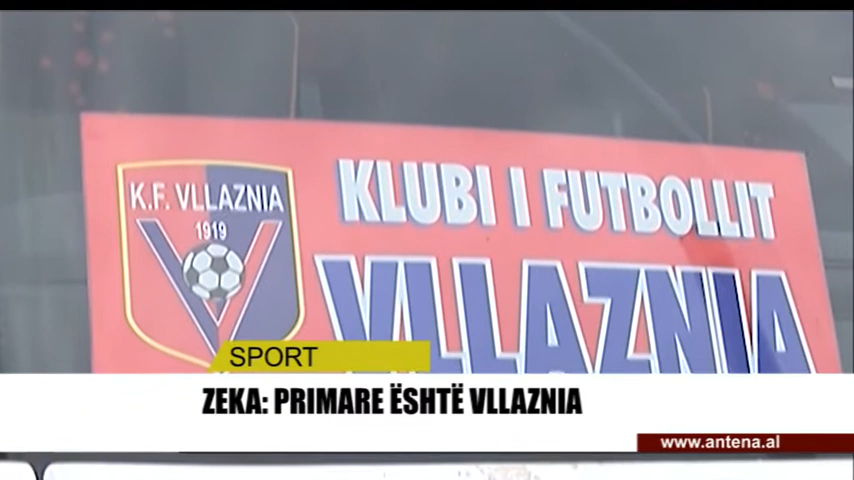 K.F. VLLAZNIA
1919
KLUBI I FUTBOLLIT
VLLAZNIA
SPORT
ZEKA: PRIMARE ËSHTË VLLAZNIA
www.antena.al